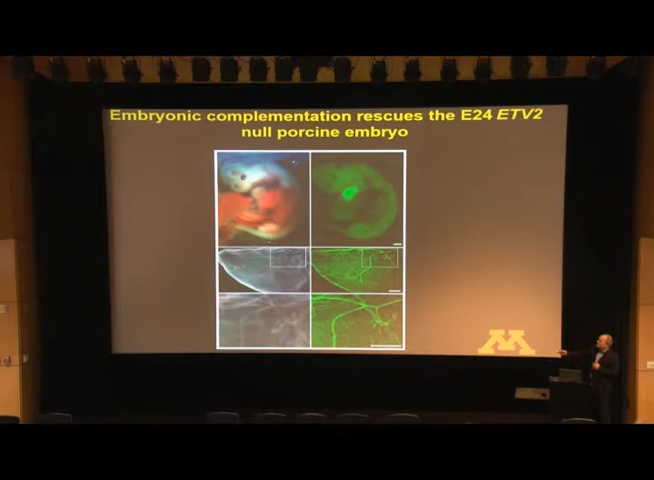 Embryonic complementation rescues the E24 ETV2
null porcine embryo
M